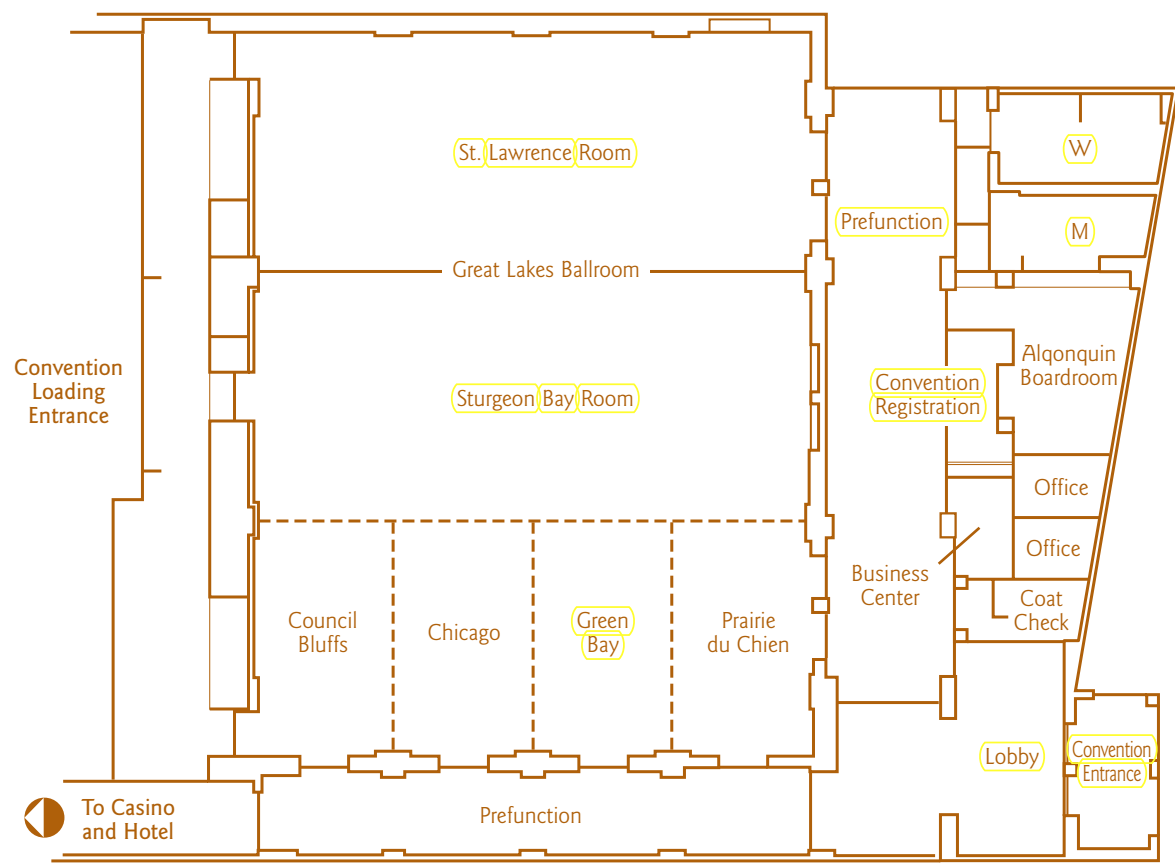 St. Lawrence Room
W
Prefunction
M
Great Lakes Ballroom
Convention
Loading
Entrance
Alqonquin
Boardroom
Sturgeon Bay Room
Convention
Registration
Office
Office
Business
Center
Coat
Check
Council
Bluffs
Chicago
Green
Bay
Prairie
du Chien
Lobby
Convention
Entrance
To Casino
and Hotel
Prefunction